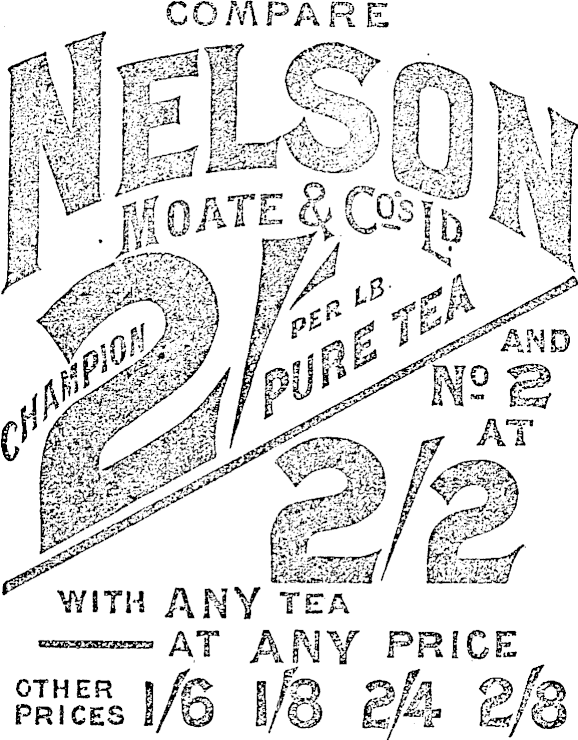 COMPARE
NELSON
MOATE & Co's LD
CHAMPION 2/- PER LB.
PURE TEA
AND
No 2
AT
2/2
WITH ANY TEA
AT ANY PRICE
OTHER PRICES 1/6 1/8 2/4 2/8